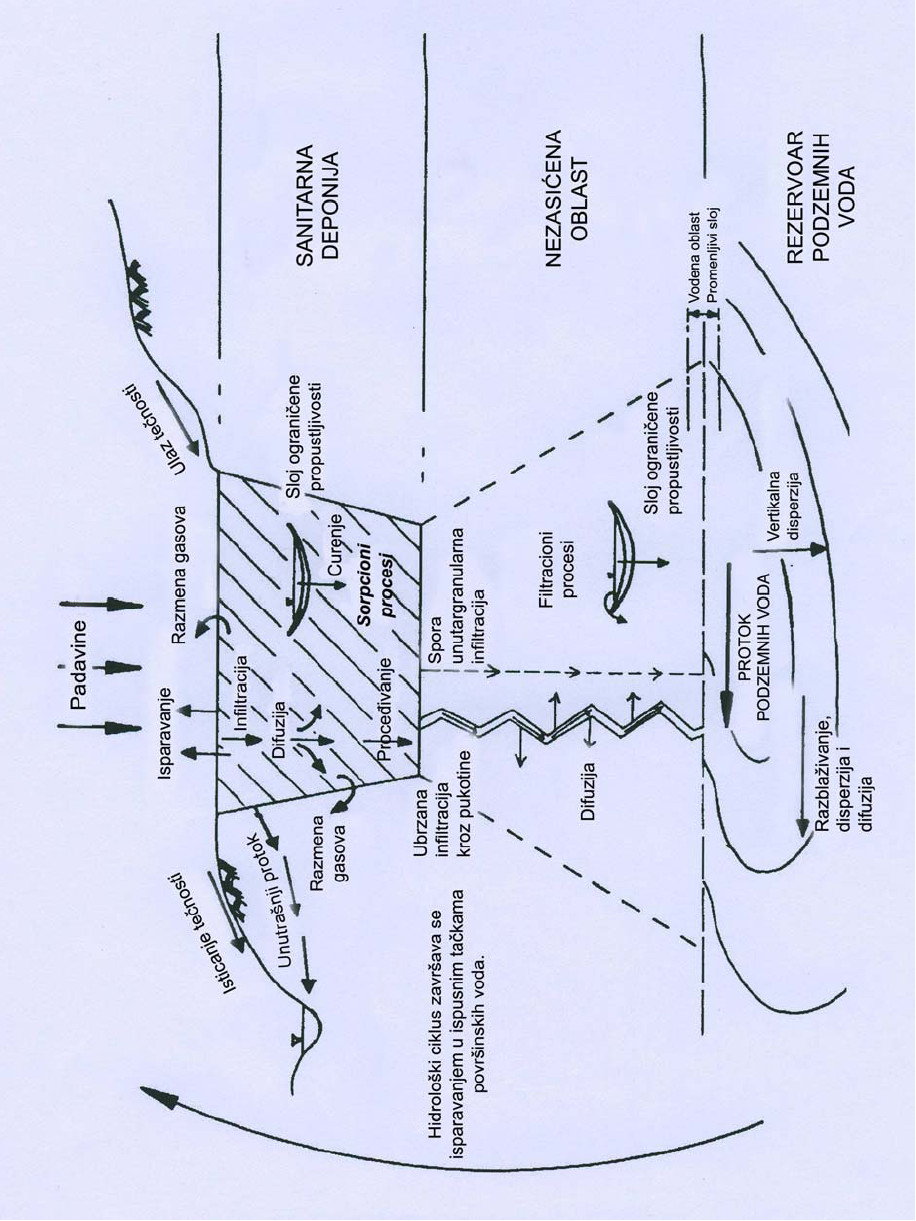 Padavine
Isparavanje
Razmena gasova
Ulaz tečnosti
Isticanje tečnosti
Infiltracija
Unutrašnji protok
Difuzija
Sloj ograničene
propustljivosti
SANITARNA
DEPONIJA
Razmena
gasova
Curenje
Sorpcioni
procesi
Proceđivanje
Hidrološki ciklus završava se
isparavanjem u ispusnim tačkama
površinskih voda.
Ubrzana
infiltracija
kroz pukotine
Spora
unutargranularna
infiltracija
Filtracioni
procesi
NEZASIĆENA
OBLAST
Difuzija
Sloj ograničene
propustljivosti
Vodena oblast
Promenljivi sloj
PROTOK
PODZEMNIH VODA
Vertikalna
disperzija
REZERVOAR
PODZEMNIH
VODA
Razblaživanje,
disperzija i
difuzija